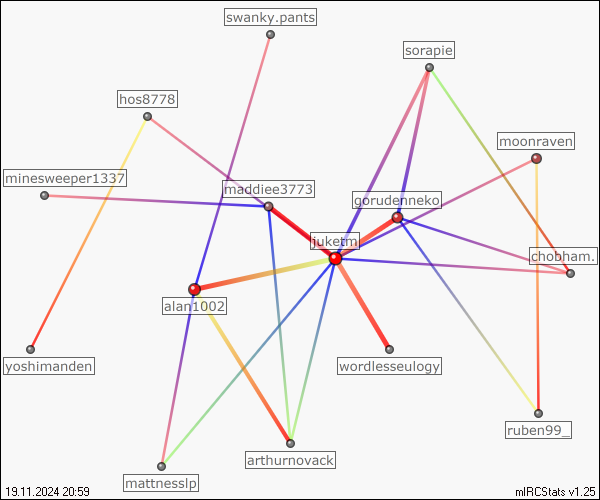 swanky.pants
sorapie
hos8778
moonraven
minesweeper1337
maddiee3773
gorudenneko
juketm
chobham.
alan1002
yoshimanden
wordlesseulogy
ruben99_
arthurnovack
mattnesslp
19.11.2024 20:59
mIRCStats v1.25